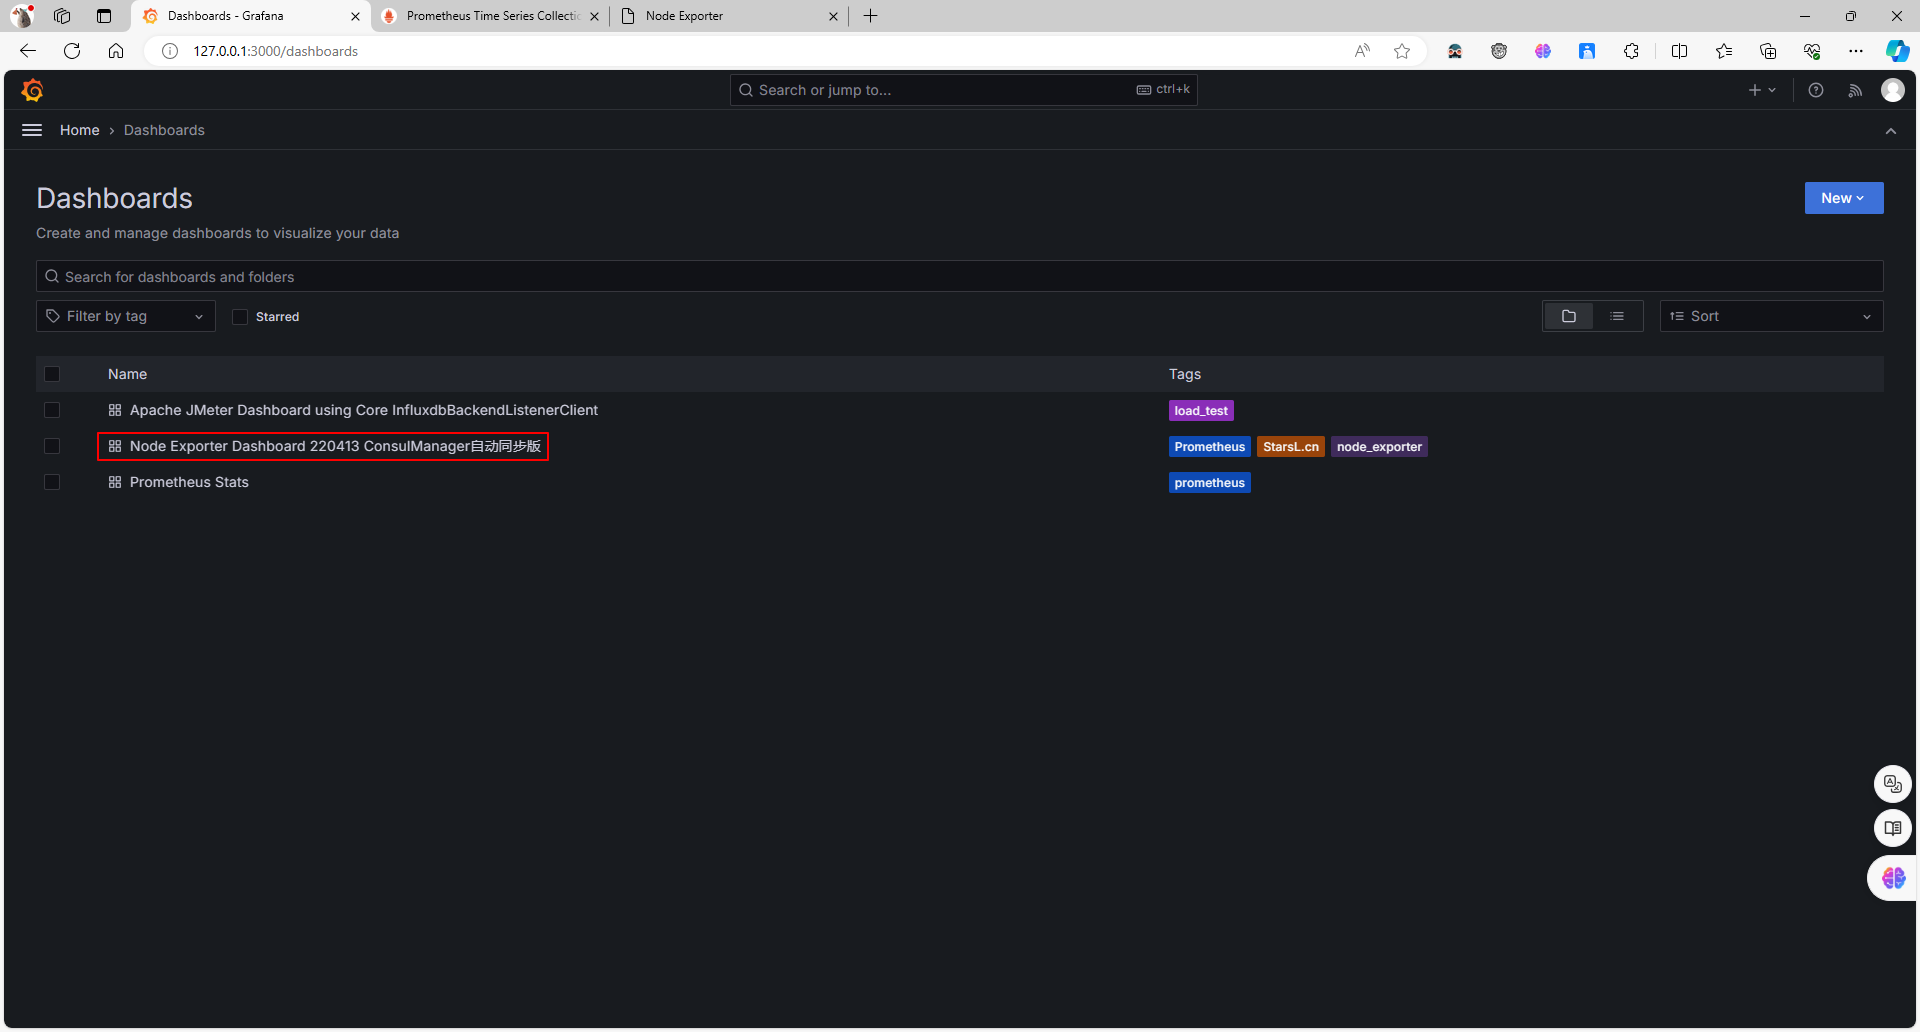 Dashboards - Grafana
Prometheus Time Series Collecti
Node Exporter
127.0.0.1:3000/dashboards
Search or jump to...
ctrl+k
Home › Dashboards
Dashboards
New
Create and manage dashboards to visualize your data
Search for dashboards and folders
Filter by tag
Starred
Sort
Name
Tags
Apache JMeter Dashboard using Core InfluxdbBackendListenerClient
load_test
Node Exporter Dashboard 220413 ConsulManager自动同步版
Prometheus
StarsL.cn
node_exporter
Prometheus Stats
prometheus